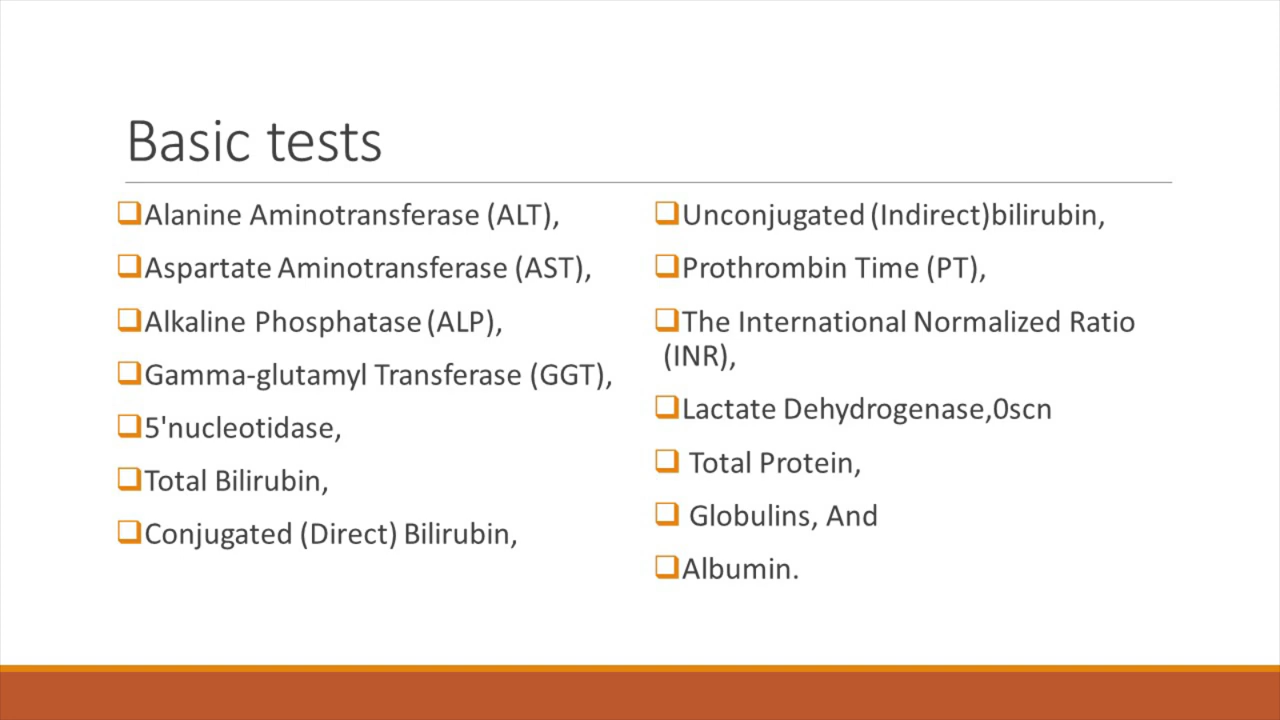 Basic tests
Alanine Aminotransferase (ALT),
Aspartate Aminotransferase (AST),
Alkaline Phosphatase (ALP),
Gamma-glutamyl Transferase (GGT),
5'nucleotidase,
Total Bilirubin,
Conjugated (Direct) Bilirubin,
Unconjugated (Indirect)bilirubin,
Prothrombin Time (PT),
The International Normalized Ratio
(INR),
Lactate Dehydrogenase,0scn
Total Protein,
Globulins, And
Albumin.